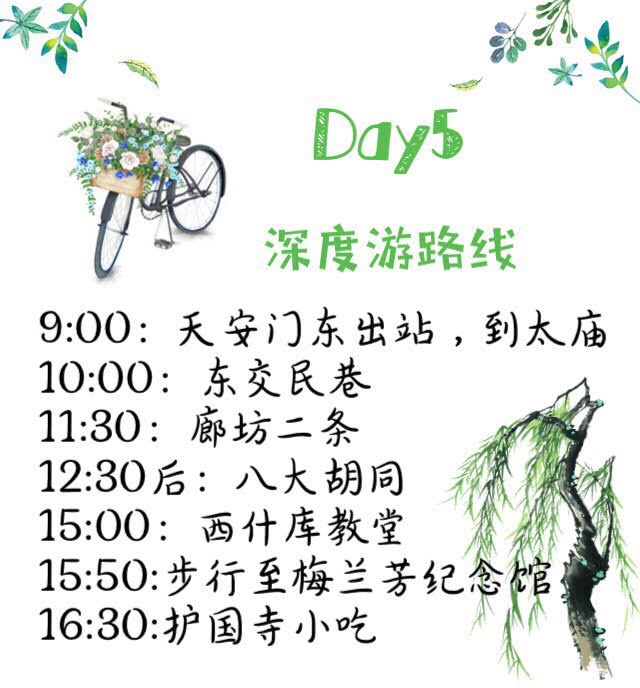 Day5
深度游路线
9:00：天安门东出站，到太庙
10:00：东交民巷
11:30：廊坊二条
12:30后：八大胡同
15:00：西什库教堂
15:50:步行至梅兰芳纪念馆
16:30:护国寺小吃